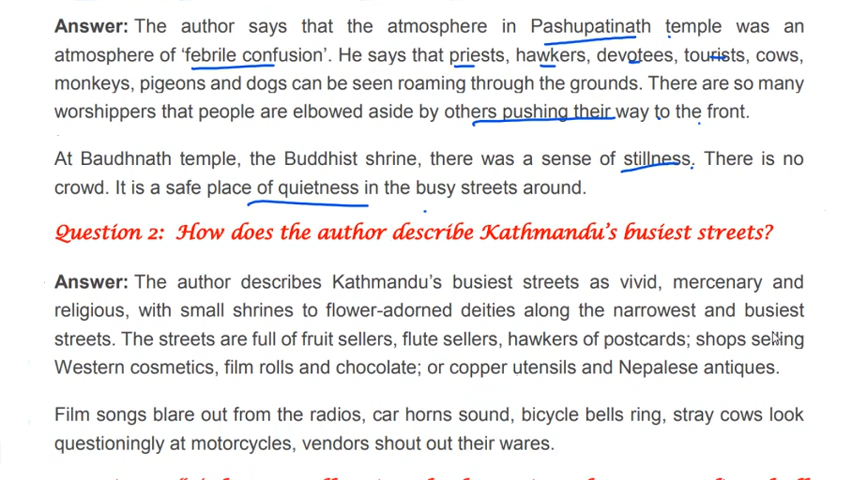 Answer: The author says that the atmosphere in Pashupatinath temple was an
atmosphere of ‘febrile confusion’. He says that priests, hawkers, devotees, tourists, cows,
monkeys, pigeons and dogs can be seen roaming through the grounds. There are so many
worshippers that people are elbowed aside by others pushing their way to the front.
At Baudhnath temple, the Buddhist shrine, there was a sense of stillness. There is no
crowd. It is a safe place of quietness in the busy streets around.
Question 2: How does the author describe Kathmandu’s busiest streets?
Answer: The author describes Kathmandu’s busiest streets as vivid, mercenary and
religious, with small shrines to flower-adorned deities along the narrowest and busiest
streets. The streets are full of fruit sellers, flute sellers, hawkers of postcards; shops selling
Western cosmetics, film rolls and chocolate; or copper utensils and Nepalese antiques.
Film songs blare out from the radios, car horns sound, bicycle bells ring, stray cows look
questioningly at motorcycles, vendors shout out their wares.